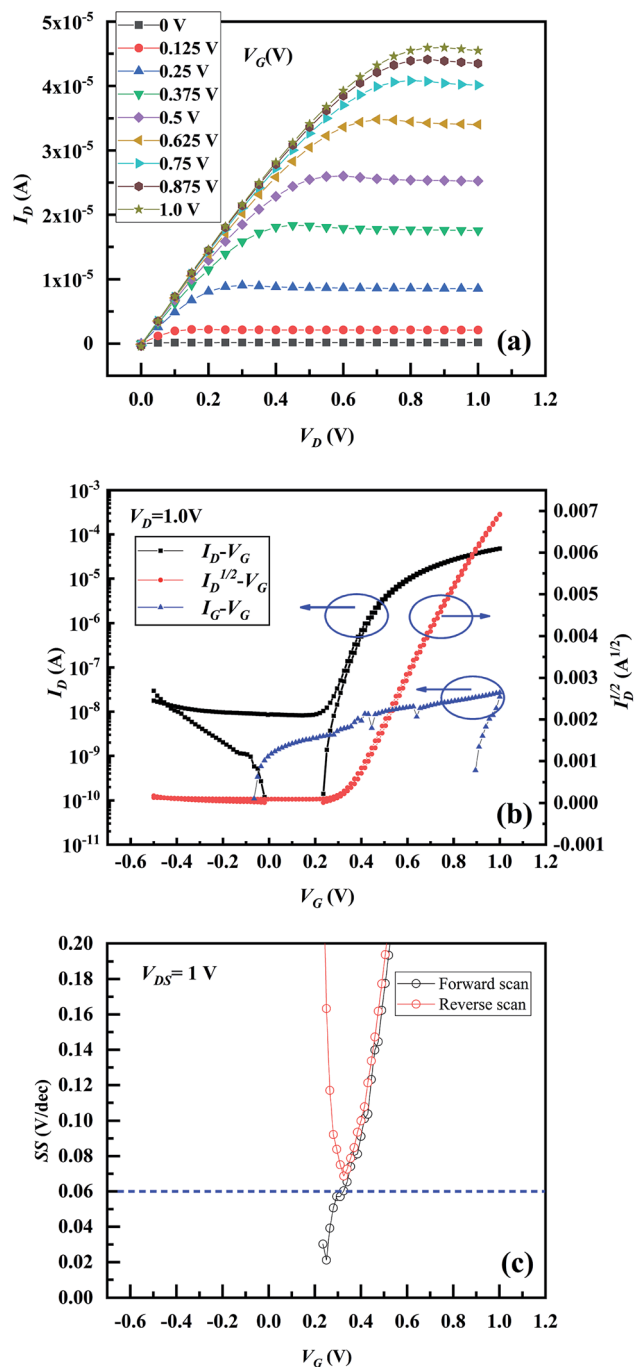 5x10⁻⁵
4x10⁻⁵
3x10⁻⁵
2x10⁻⁵
1x10⁻⁵
0
I_D (A)
0 V
0.125 V
0.25 V
0.375 V
0.5 V
0.625 V
0.75 V
0.875 V
1.0 V
V_G(V)
(a)
0.0 0.2 0.4 0.6 0.8 1.0 1.2
V_D (V)
10⁻³
10⁻⁴
10⁻⁵
10⁻⁶
10⁻⁷
10⁻⁸
10⁻⁹
10⁻¹⁰
10⁻¹¹
I_D (A)
V_D=1.0V
I_D-V_G
I_D^{1/2}-V_G
I_G-V_G
0.007
0.006
0.005
0.004
0.003
0.002
0.001
0.000
-0.001
I_D^{1/2} (A^{1/2})
(b)
-0.6 -0.4 -0.2 0.0 0.2 0.4 0.6 0.8 1.0 1.2
V_G (V)
0.20
0.18
0.16
0.14
0.12
0.10
0.08
0.06
0.04
0.02
0.00
SS (V/dec)
V_DS= 1 V
Forward scan
Reverse scan
(c)
-0.6 -0.4 -0.2 0.0 0.2 0.4 0.6 0.8 1.0 1.2
V_G (V)